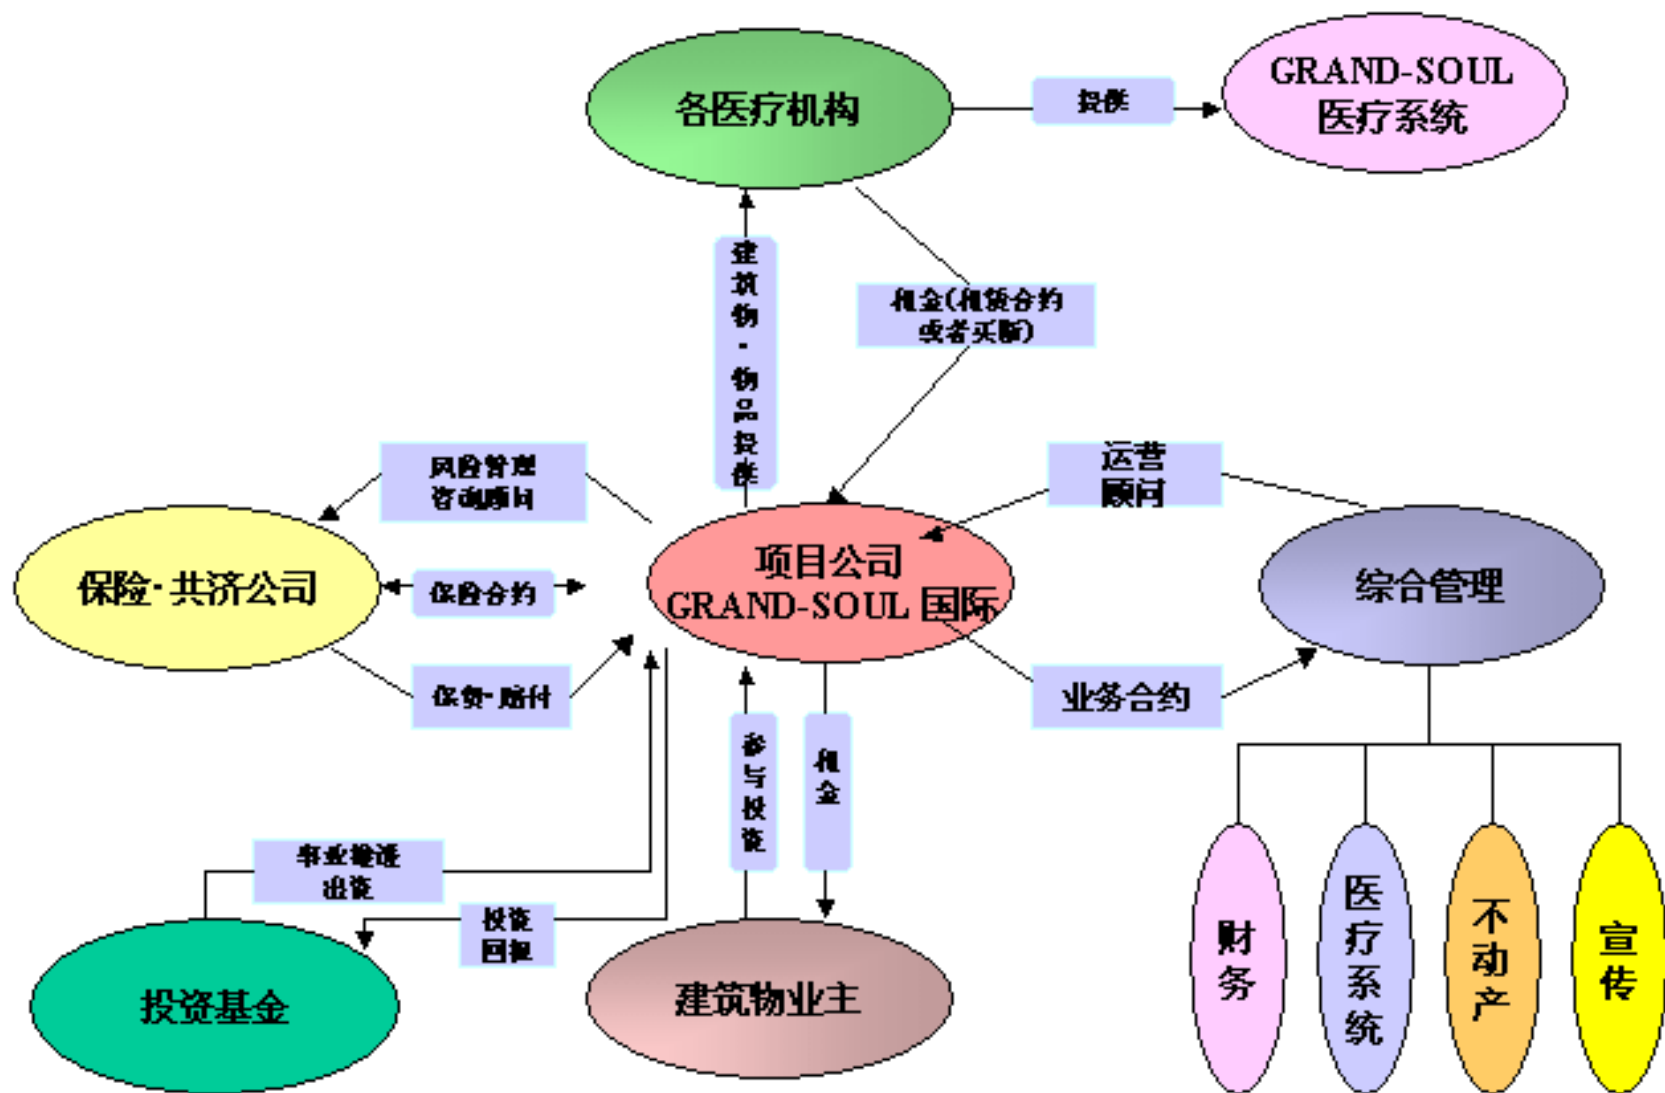 各医疗机构
提供
GRAND-SOUL
医疗系统
建筑物·物品提供
租金(租赁合约
或者买断)
风险管理
咨询顾问
运营
顾问
保险·共济公司
保险合约
项目公司
GRAND-SOUL 国际
综合管理
保费·赔付
业务合约
参与投资
租金
事业推进
出资
投资
回报
投资基金
建筑物业主
财务
医疗系统
不动产
宣传